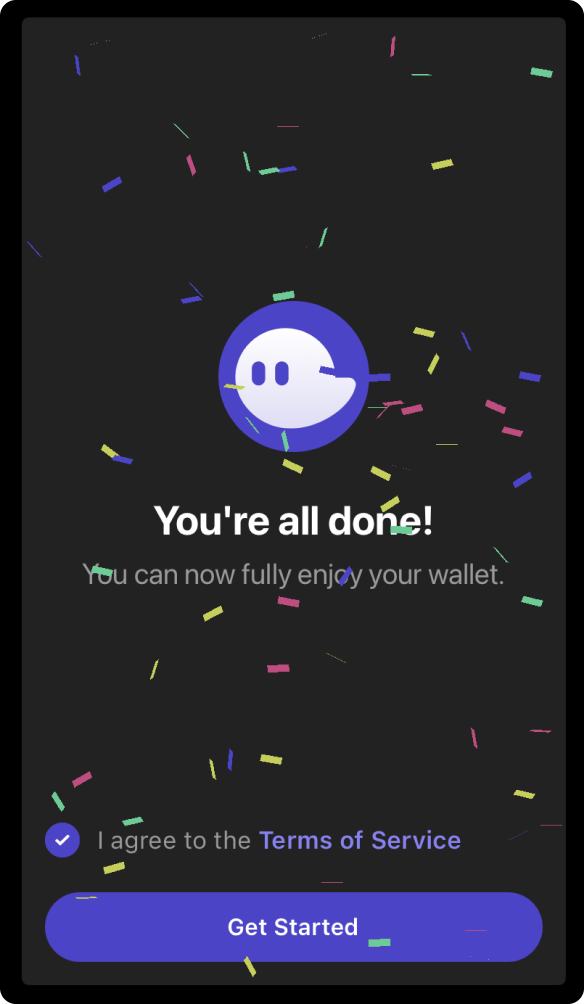 You're all done!
You can now fully enjoy your wallet.
I agree to the Terms of Service
Get Started